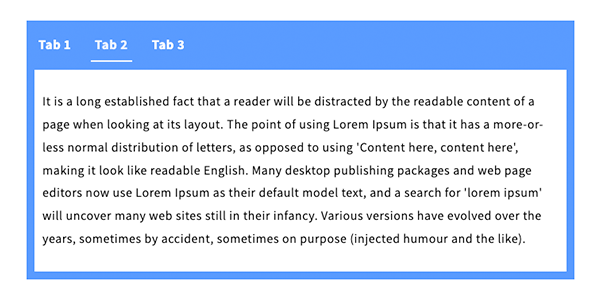 Tab 1 Tab 2 Tab 3
It is a long established fact that a reader will be distracted by the readable content of a
page when looking at its layout. The point of using Lorem Ipsum is that it has a more-or-
less normal distribution of letters, as opposed to using 'Content here, content here',
making it look like readable English. Many desktop publishing packages and web page
editors now use Lorem Ipsum as their default model text, and a search for 'lorem ipsum'
will uncover many web sites still in their infancy. Various versions have evolved over the
years, sometimes by accident, sometimes on purpose (injected humour and the like).